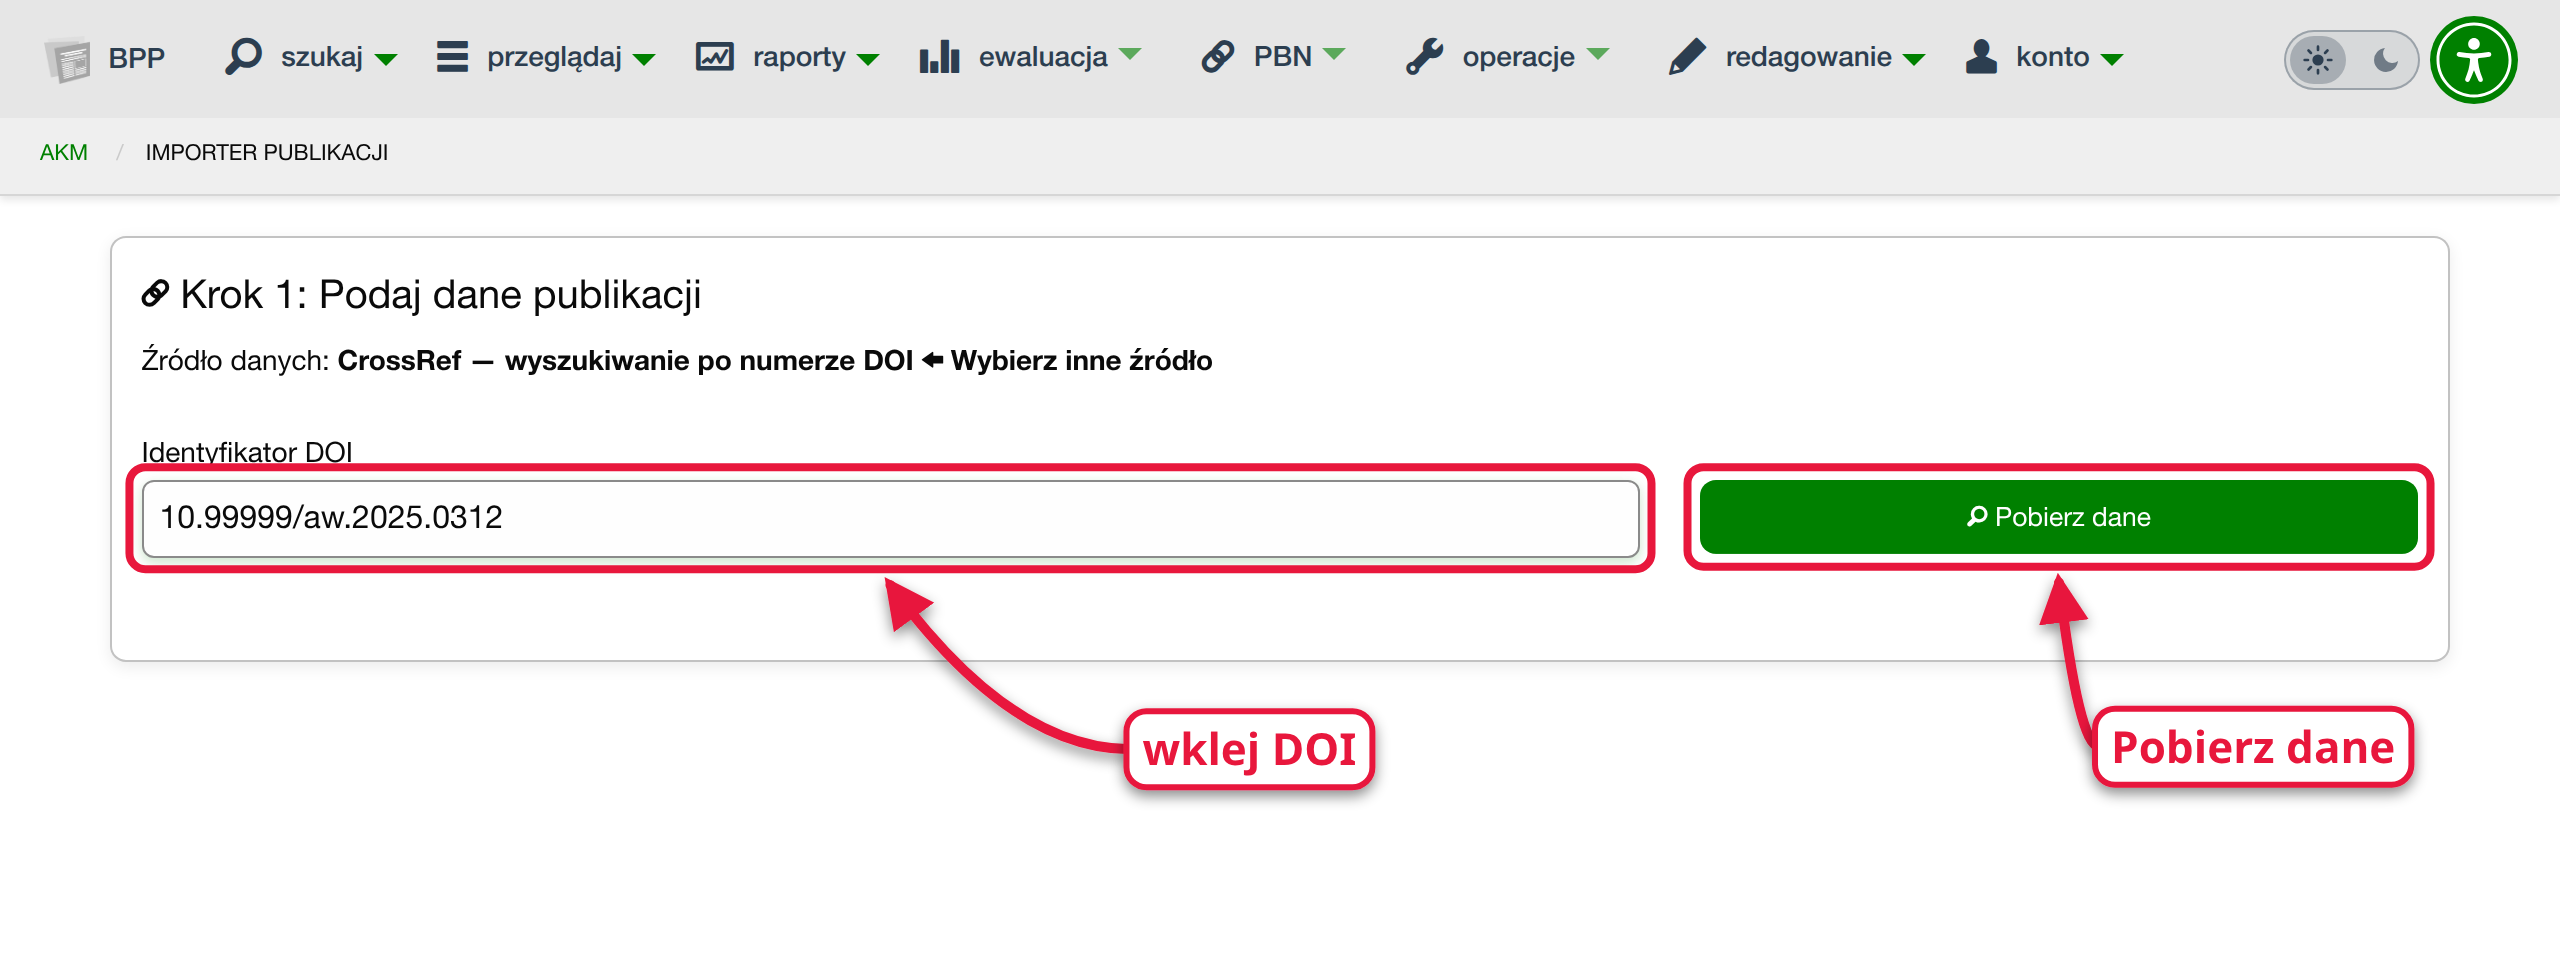 BPP szukaj przeglądaj raporty ewaluacja PBN operacje redagowanie konto
AKM / IMPORTER PUBLIKACJI
Krok 1: Podaj dane publikacji
Źródło danych: CrossRef — wyszukiwanie po numerze DOI Wybierz inne źródło
Identyfikator DOI
10.99999/aw.2025.0312
Pobierz dane
wklej DOI
Pobierz dane